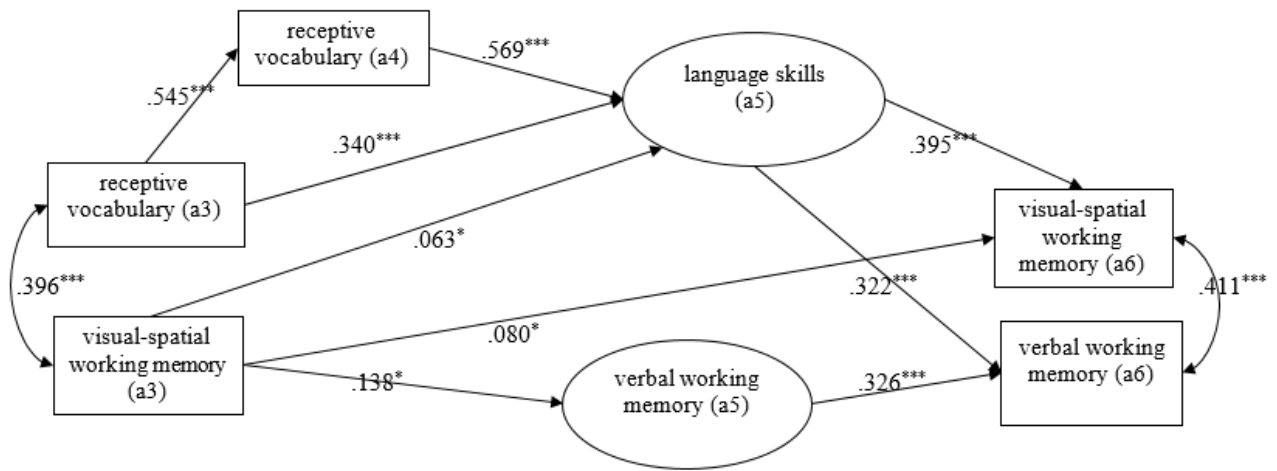 receptive
vocabulary (a4)
.569***
language skills
(a5)
.545***
.340***
.395***
receptive
vocabulary (a3)
visual-spatial
working
memory (a6)
.063*
.396***
.322***
.411***
visual-spatial
working memory
(a3)
.080*
verbal working
memory (a6)
.138*
verbal working
memory (a5)
.326***